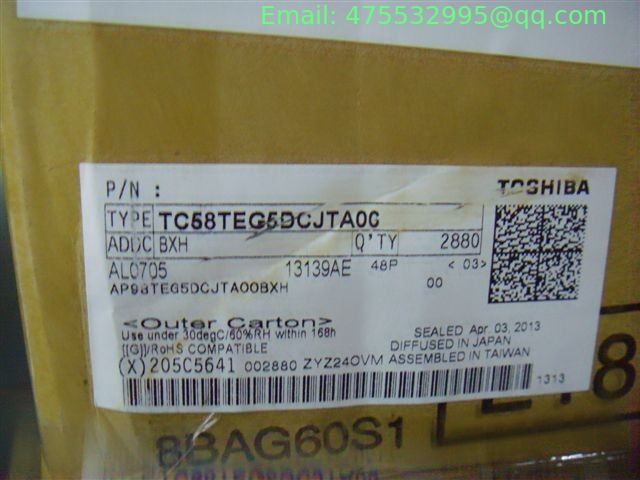 Email: 475532995@qq.com
P/N :
TOSHIBA
TYPE TC58TEG5DCJTA00
ADDC BXH Q'TY 2880
AL0705 13139AE 48P < 03>
AP98TEG5DCJTA00BXH 00
<Outer Carton>
Use under 30degC/60%RH within 168h
SEALED Apr. 03, 2013
[[G]]/RoHS COMPATIBLE
DIFFUSED IN JAPAN
(X)205C5641 002880 ZYZ240VM ASSEMBLED IN TAIWAN
1313
8BAG60S1